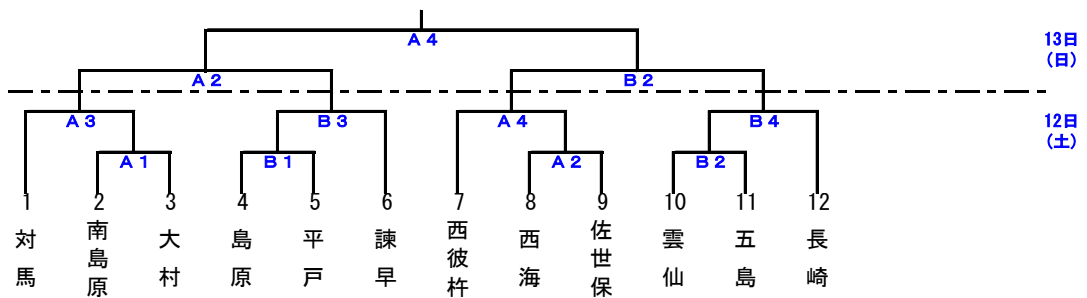 A4
13日
(日)
A2
B2
A3
B3
A4
B4
12日
(土)
A1
B1
A2
B2
1 2 3 4 5 6 7 8 9 10 11 12
対馬
南島原
大村
島原
平戸
諫早
西彼杵
西海
佐世保
雲仙
五島
長崎